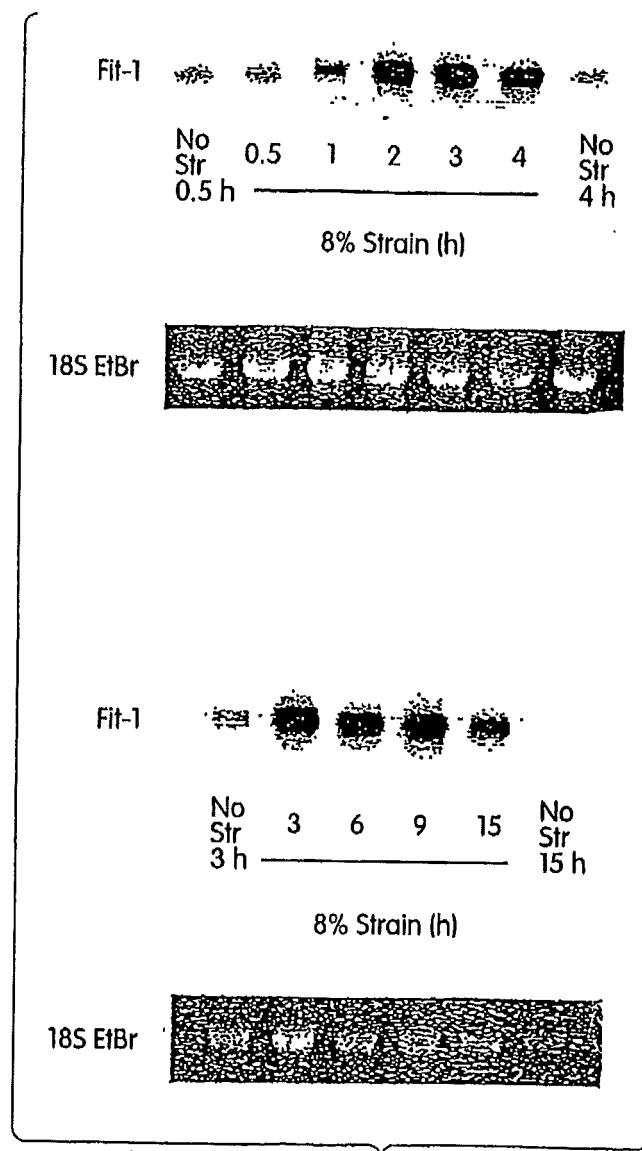 Fit-1
No Str 0.5 h 0.5 1 2 3 4 No Str 4 h
8% Strain (h)
18S EtBr
Fit-1
No Str 3 h 3 6 9 15 No Str 15 h
8% Strain (h)
18S EtBr